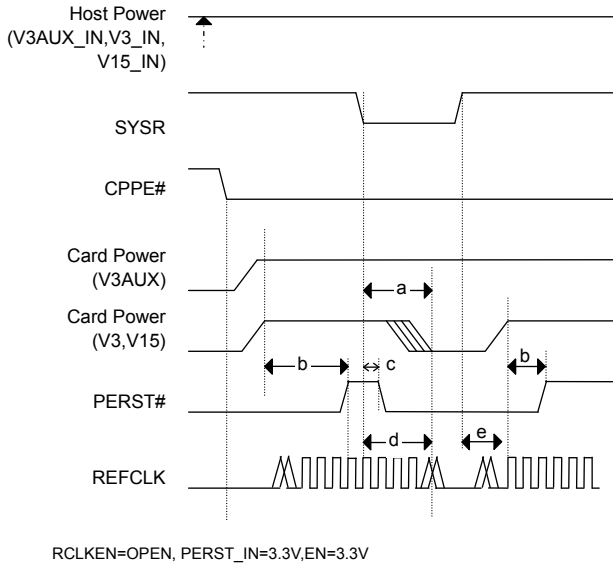 Host Power
(V3AUX_IN,V3_IN,
V15_IN)
SYSR
CPPE#
Card Power
(V3AUX)
a
Card Power
(V3,V15)
b
c
b
PERST#
d
e
REFCLK
RCLKEN=OPEN, PERST_IN=3.3V,EN=3.3V